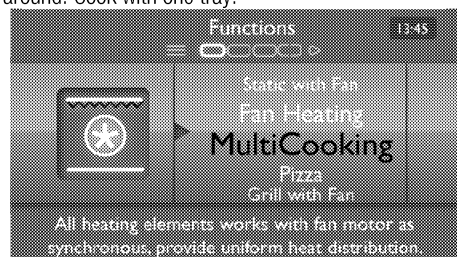 around. Cook with one tray.
Functions
13:45
Static with Fan
Fan Heating
MultiCooking
Pizza
Grill with Fan
All heating elements works with fan motor as
synchronous, provide uniform heat distribution.